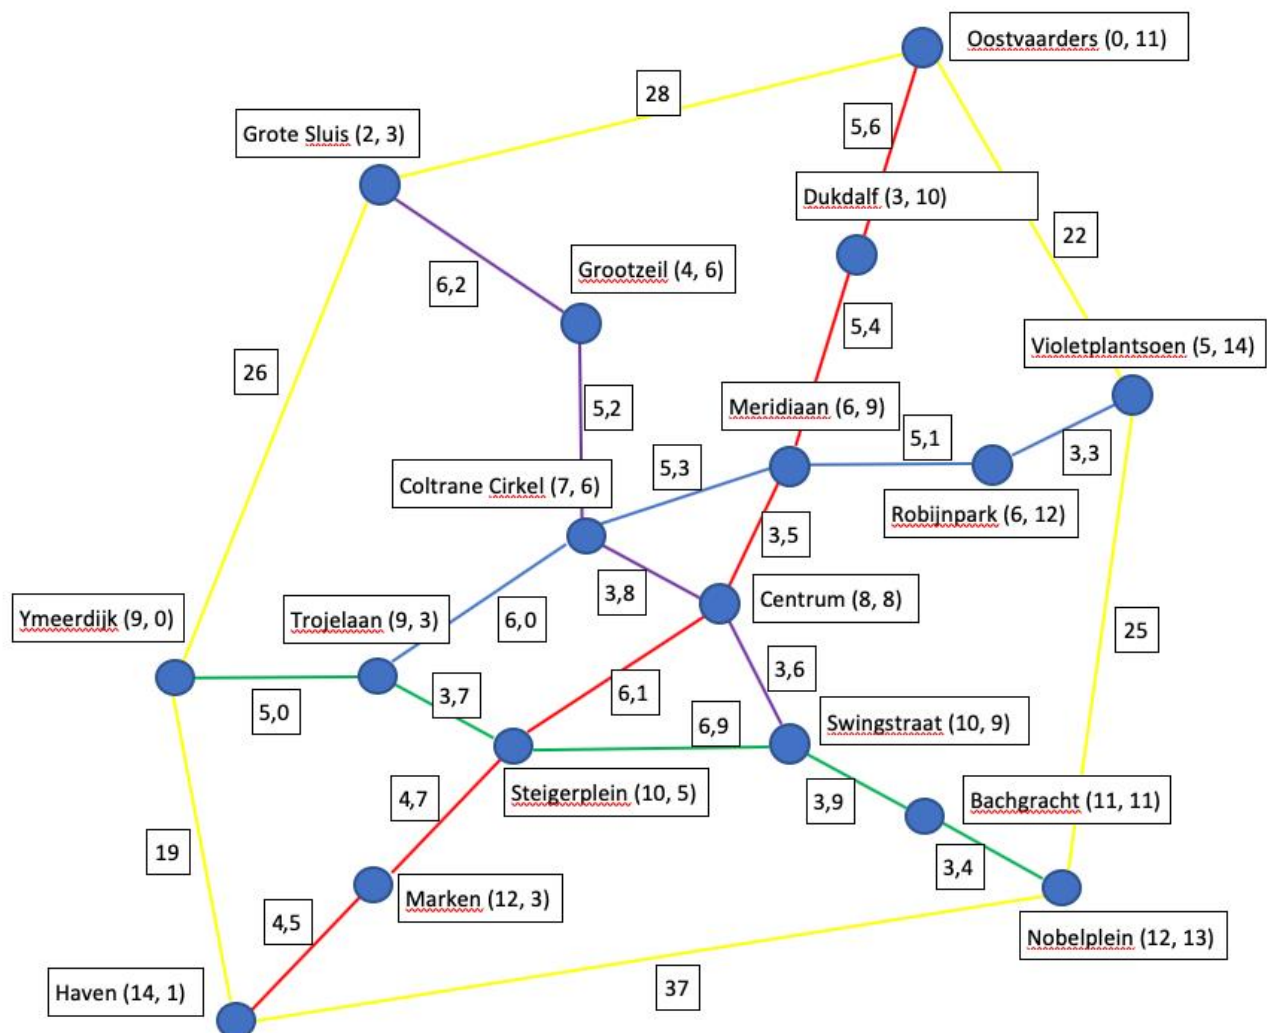 Oostvaarders (0, 11)
28
Grote Sluis (2, 3)
5,6
Dukdalf (3, 10)
22
Grootzeil (4, 6)
6,2
5,4
Violetplantsoen (5, 14)
26
5,2
Meridiaan (6, 9)
5,1
3,3
5,3
Coltrane Cirkel (7, 6)
Robijnpark (6, 12)
3,5
3,8
Centrum (8, 8)
Ymeerdijk (9, 0)
Trojelaan (9, 3)
6,0
25
3,6
5,0
3,7
6,1
6,9
Swingstraat (10, 9)
4,7
Steigerplein (10, 5)
3,9
Bachgracht (11, 11)
19
3,4
Marken (12, 3)
4,5
Nobelplein (12, 13)
37
Haven (14, 1)